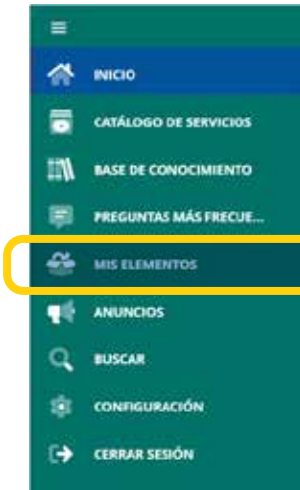 INICIO
CATÁLOGO DE SERVICIOS
BASE DE CONOCIMIENTO
PREGUNTAS MÁS FRECUE...
MIS ELEMENTOS
ANUNCIOS
BUSCAR
CONFIGURACIÓN
CERRAR SESIÓN